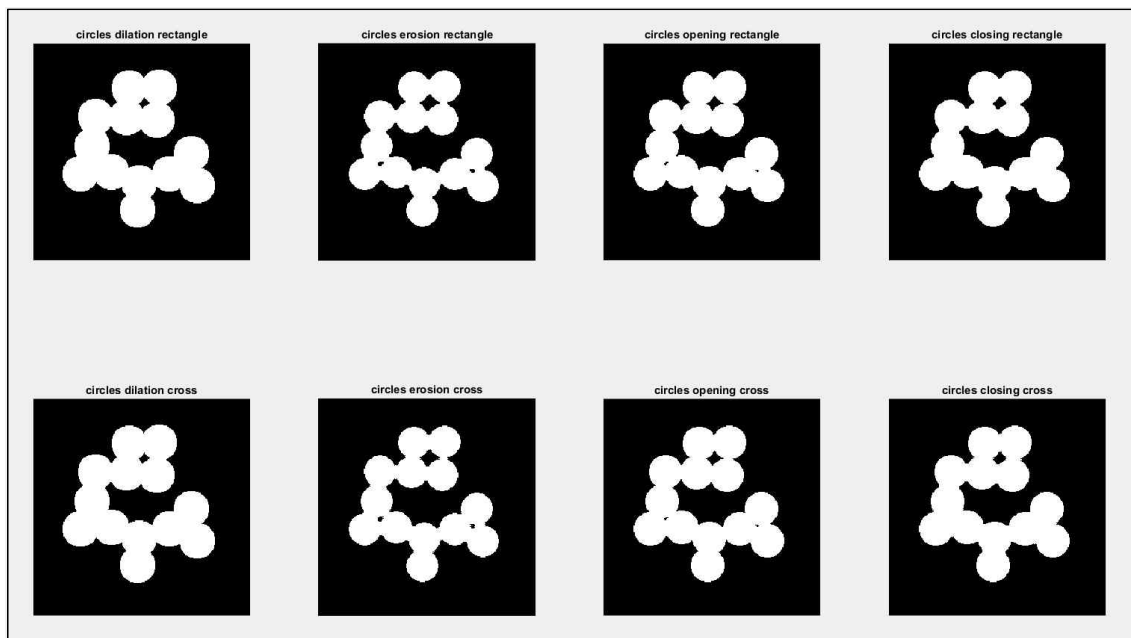 circles dilation rectangle
circles erosion rectangle
circles opening rectangle
circles closing rectangle
circles dilation cross
circles erosion cross
circles opening cross
circles closing cross